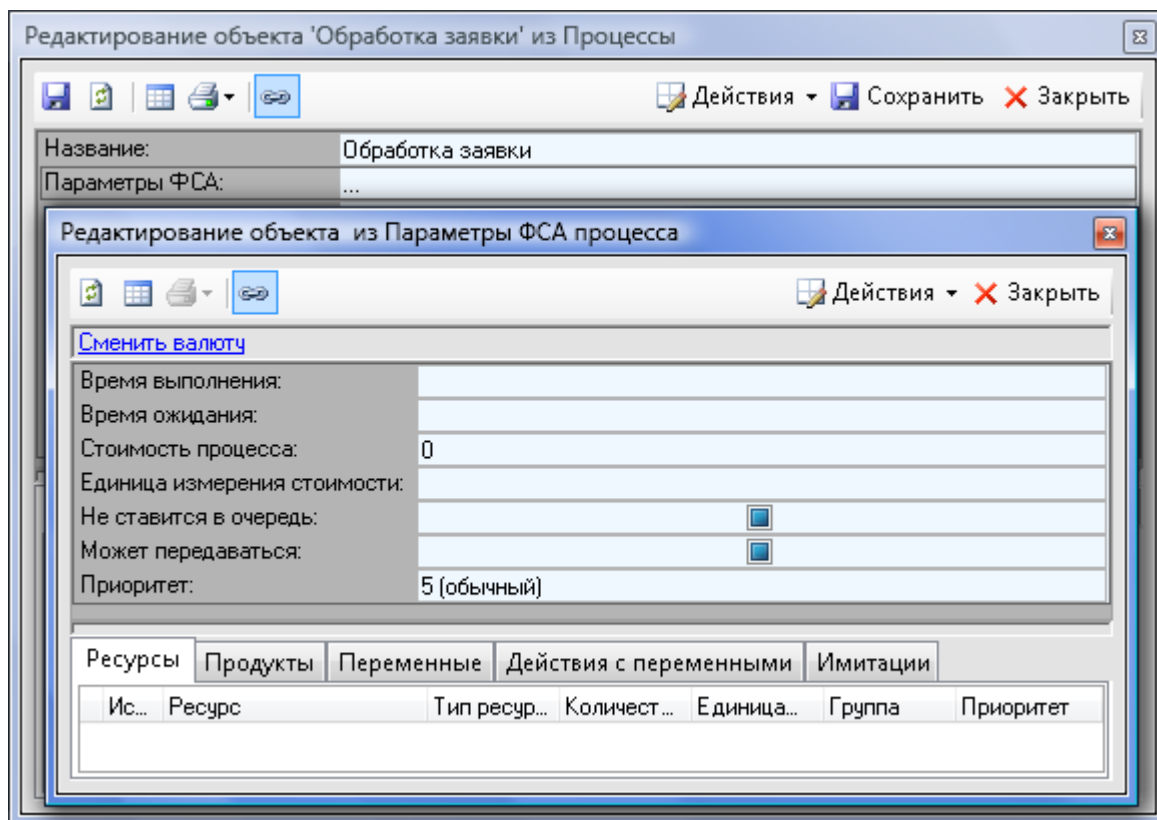 Редактирование объекта 'Обработка заявки' из Процессы
Действия Сохранить Закрыть
Название: Обработка заявки
Параметры ФСА: ...
Редактирование объекта из Параметры ФСА процесса
Действия Закрыть
Сменить валюту
Время выполнения:
Время ожидания:
Стоимость процесса: 0
Единица измерения стоимости:
Не ставится в очередь:
Может передаваться:
Приоритет: 5 (обычный)
Ресурсы Продукты Переменные Действия с переменными Имитации
Ис... Ресурс Тип ресур... Количест... Единица... Группа Приоритет